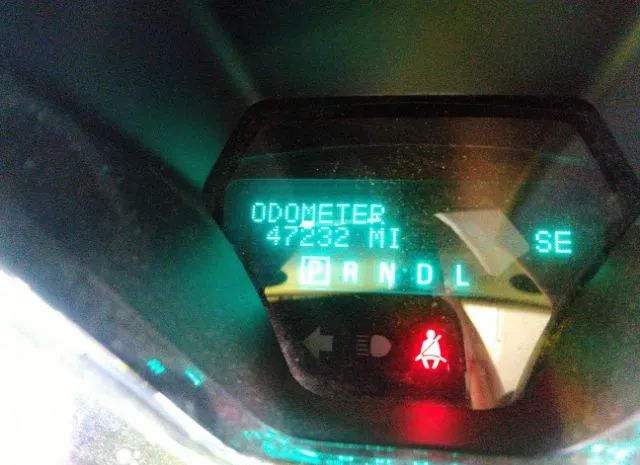 ODOMETER
47232 MI
SE
P R N D L